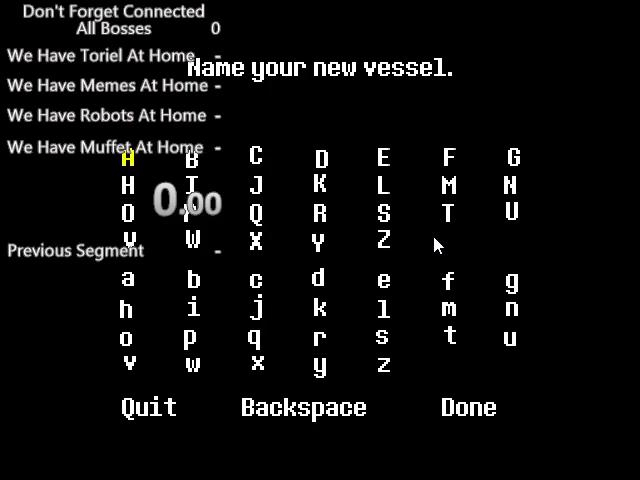 Don't Forget Connected
All Bosses 0
We Have Toriel At Home -
Name your new vessel.
We Have Memes At Home -
We Have Robots At Home -
We Have Muffet At Home -
A B C D E F G
H I J K L M N
0.00
O P Q R S T U
V W X Y Z
Previous Segment -
a b c d e f g
h i j k l m n
o p q r s t u
v w x y z
Quit Backspace Done